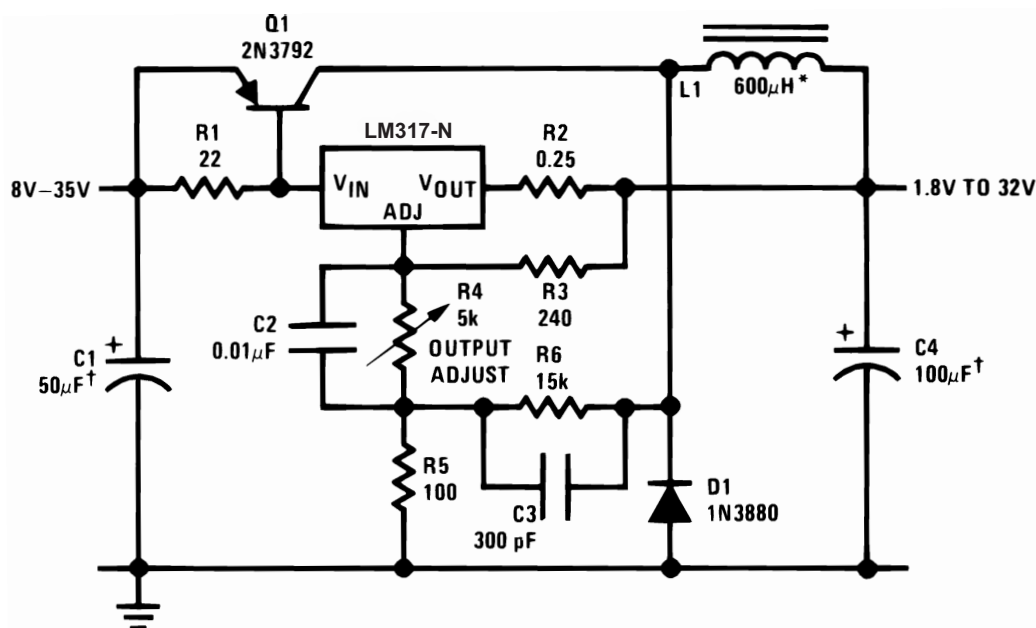 Q1
2N3792
L1
600μH*
R1
22
LM317-N
R2
0.25
8V–35V
VIN
VOUT
ADJ
1.8V TO 32V
R4
5k
OUTPUT
ADJUST
R3
240
C2
0.01μF
R6
15k
C1
+
50μF†
+
C4
100μF†
R5
100
C3
300 pF
D1
1N3880